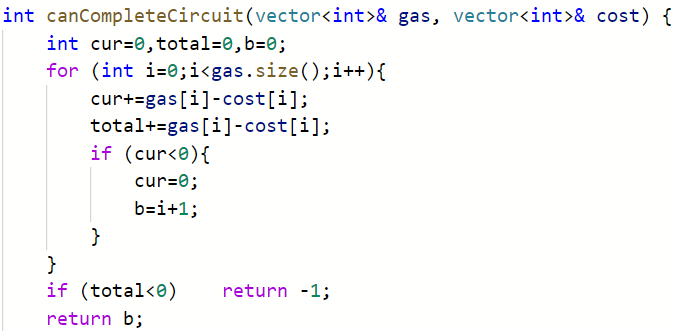 int canCompleteCircuit(vector<int>& gas, vector<int>& cost) {
    int cur=0,total=0,b=0;
    for (int i=0;i<gas.size();i++){
        cur+=gas[i]-cost[i];
        total+=gas[i]-cost[i];
        if (cur<0){
            cur=0;
            b=i+1;
        }
    }
    if (total<0)    return -1;
    return b;